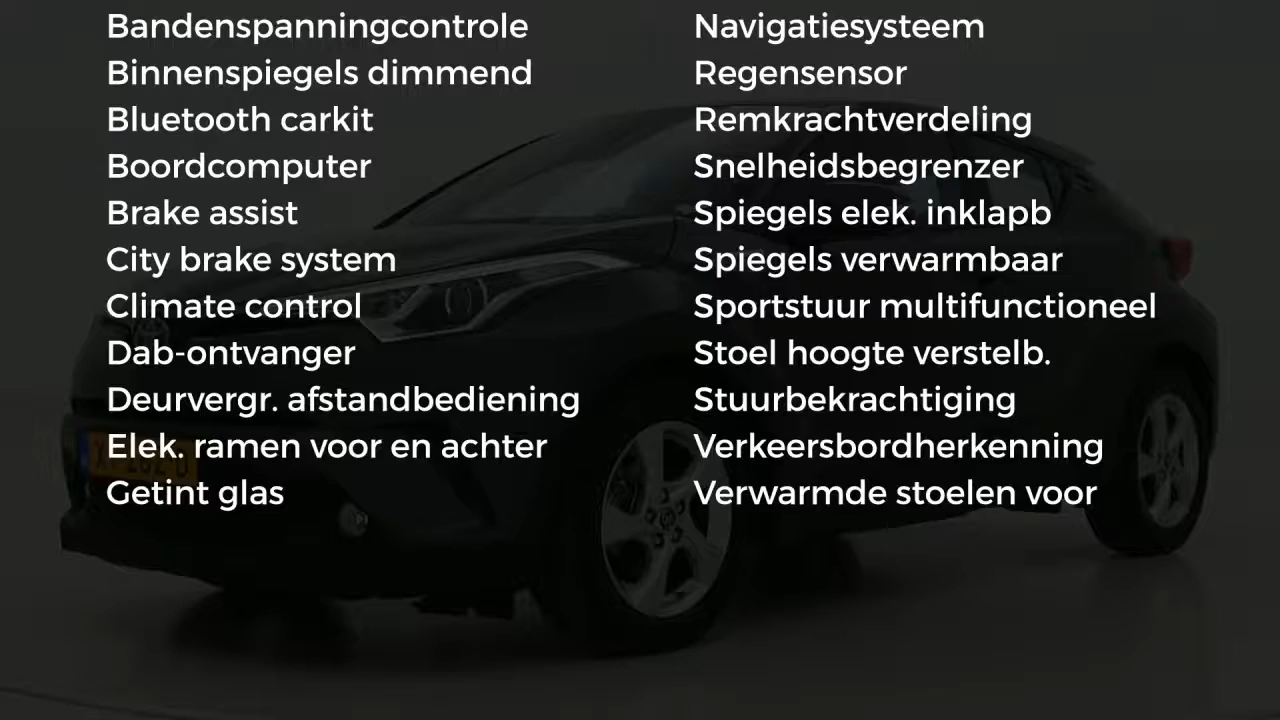 Bandenspanningcontrole
Binnenspiegels dimmend
Bluetooth carkit
Boordcomputer
Brake assist
City brake system
Climate control
Dab-ontvanger
Deurvergr. afstandbediening
Elek. ramen voor en achter
Getint glas
Navigatiesysteem
Regensensor
Remkrachtverdeling
Snelheidsbegrenzer
Spiegels elek. inklapb
Spiegels verwarmbaar
Sportstuur multifunctioneel
Stoel hoogte verstelb.
Stuurbekrachtiging
Verkeersbordherkenning
Verwarmde stoelen voor